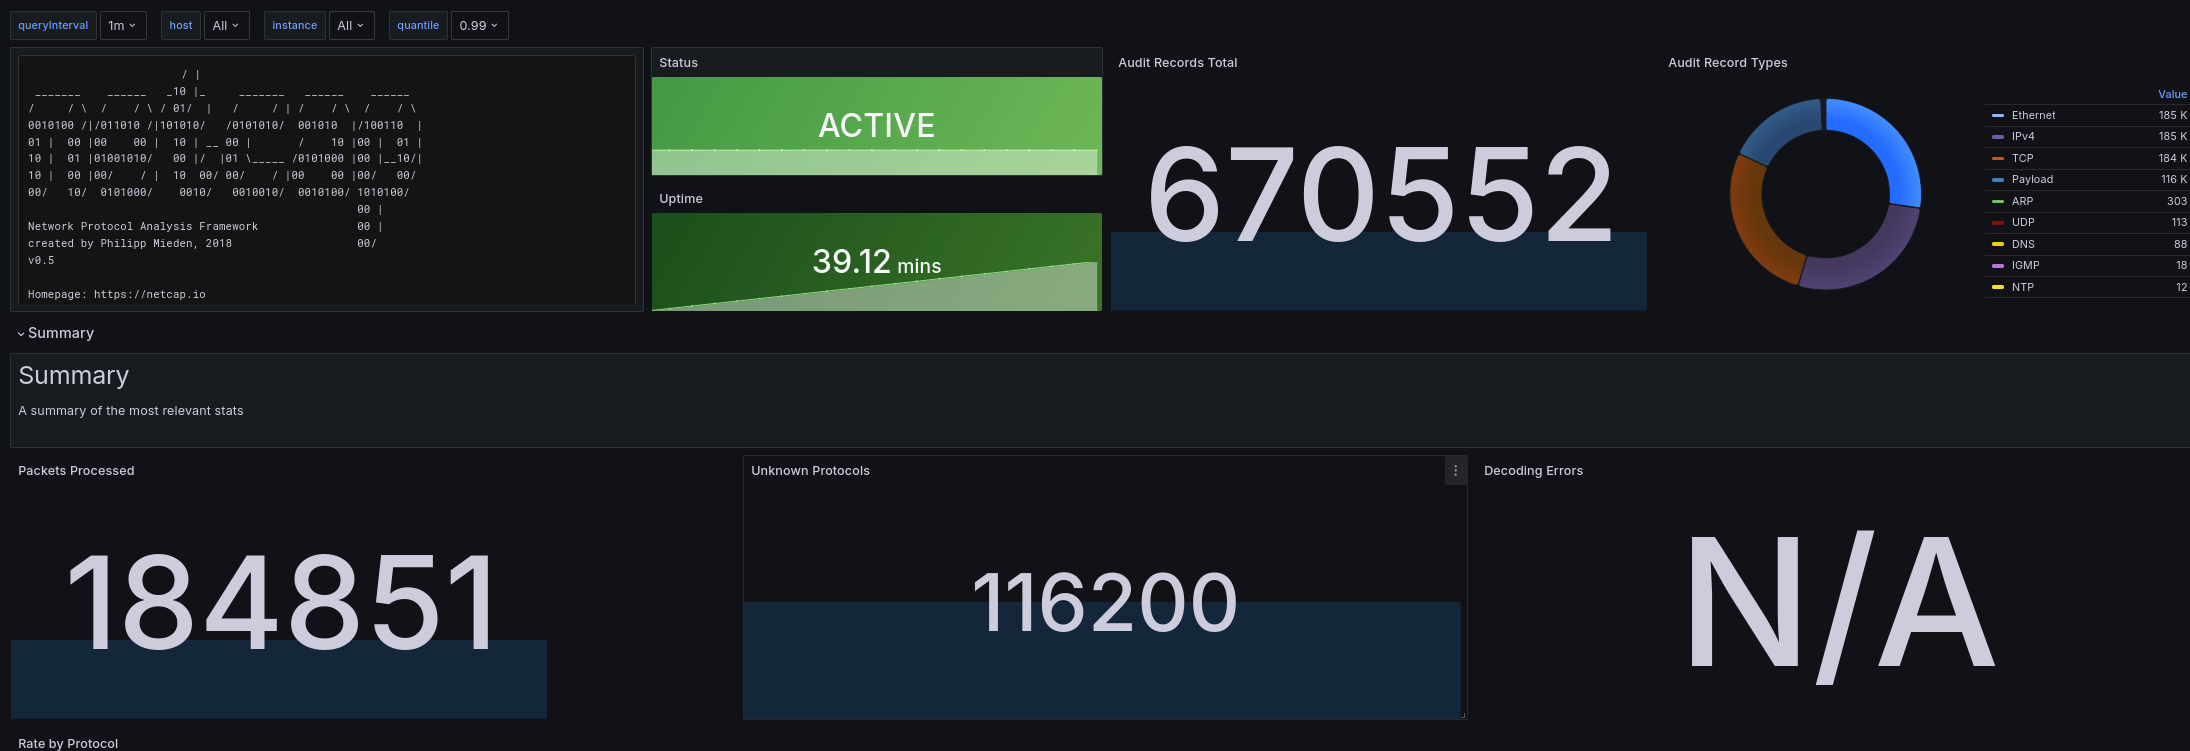 queryInterval 1m host All instance All quantile 0.99
                       / |
 _______    ______   _10 |_     _______   ______    ______
/     / \  /    / \ / 01/  |   /     / | /    / \  /    / \
0010100 /|/011010 /|101010/   /0101010/  001010  |/100110  |
01 |  00 |00    00 |  10 | __ 00 |       /    10 |00 |  01 |
10 |  01 |01001010/   00 |/  |01 \_____ /0101000 |00 |__10/|
10 |  00 |00/    / |  10  00/ 00/    / |00    00 |00/   00/
00/   10/  0101000/    0010/   0010010/  0010100/ 1010100/
                                                00 |
Network Protocol Analysis Framework               00 |
created by Philipp Mieden, 2018                   00/
v0.5
Homepage: https://netcap.io
Status
ACTIVE
Uptime
39.12 mins
Audit Records Total
670552
Audit Record Types
Value
Ethernet 185 K
IPv4 185 K
TCP 184 K
Payload 116 K
ARP 303
UDP 113
DNS 88
IGMP 18
NTP 12
Summary
Summary
A summary of the most relevant stats
Packets Processed
184851
Unknown Protocols
116200
Decoding Errors
N/A
Rate by Protocol